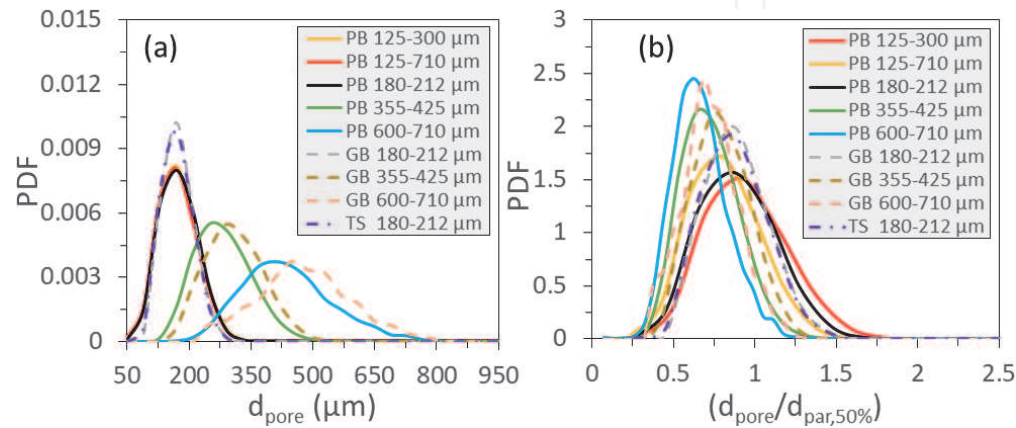 (a)
0.015
0.012
0.009
0.006
0.003
0
PDF
PB 125-300 µm
PB 125-710 µm
PB 180-212 µm
PB 355-425 µm
PB 600-710 µm
GB 180-212 µm
GB 355-425 µm
GB 600-710 µm
TS 180-212 µm
50 200 350 500 650 800 950
dpore (µm)
(b)
3
2.5
2
1.5
1
0.5
0
PDF
PB 125-300 µm
PB 125-710 µm
PB 180-212 µm
PB 355-425 µm
PB 600-710 µm
GB 180-212 µm
GB 355-425 µm
GB 600-710 µm
TS 180-212 µm
0 0.5 1 1.5 2 2.5
(dpore/dpar,50%)